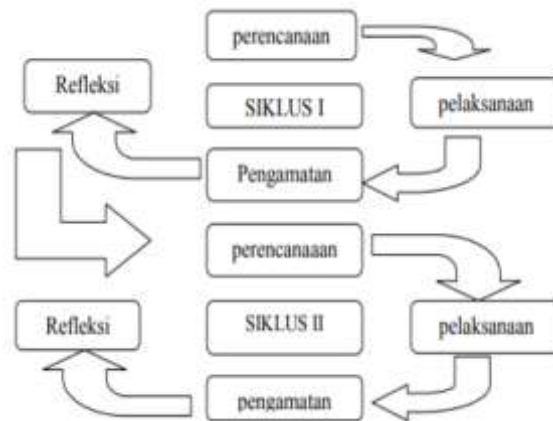 perencanaan
Refleksi
SIKLUS I
pelaksanaan
Pengamatan
perencanaaan
Refleksi
SIKLUS II
pelaksanaan
pengamatan